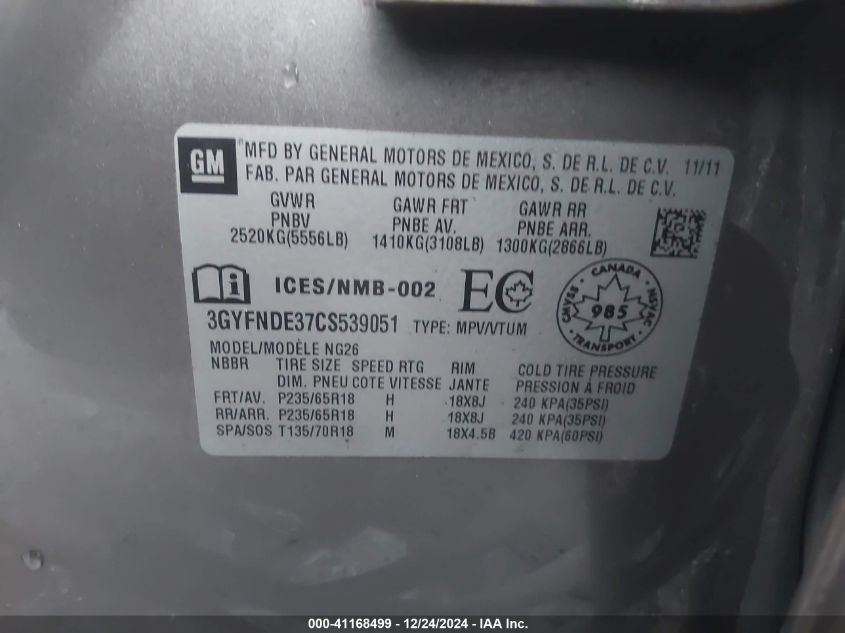 GM
MFD BY GENERAL MOTORS DE MEXICO, S. DE R.L. DE C.V. 11/11
FAB. PAR GENERAL MOTORS DE MEXICO, S. DE R.L. DE C.V.
GVWR GAWR FRT GAWR RR
PNBV PNBE AV. PNBE ARR.
2520KG(5556LB) 1410KG(3108LB) 1300KG(2866LB)
ICES/NMB-002 EC
CANADA
CMVSS NSVAC
985
TRANSPORT
3GYFNDE37CS539051 TYPE: MPV/VTUM
MODEL/MODÈLE NG26
NBBR TIRE SIZE SPEED RTG RIM COLD TIRE PRESSURE
DIM. PNEU COTE VITESSE JANTE PRESSION À FROID
FRT/AV. P235/65R18 H 18X8J 240 KPA(35PSI)
RR/ARR. P235/65R18 H 18X8J 240 KPA(35PSI)
SPA/SOS T135/70R18 M 18X4.5B 420 KPA(60PSI)
000-41168499 - 12/24/2024 - IAA Inc.